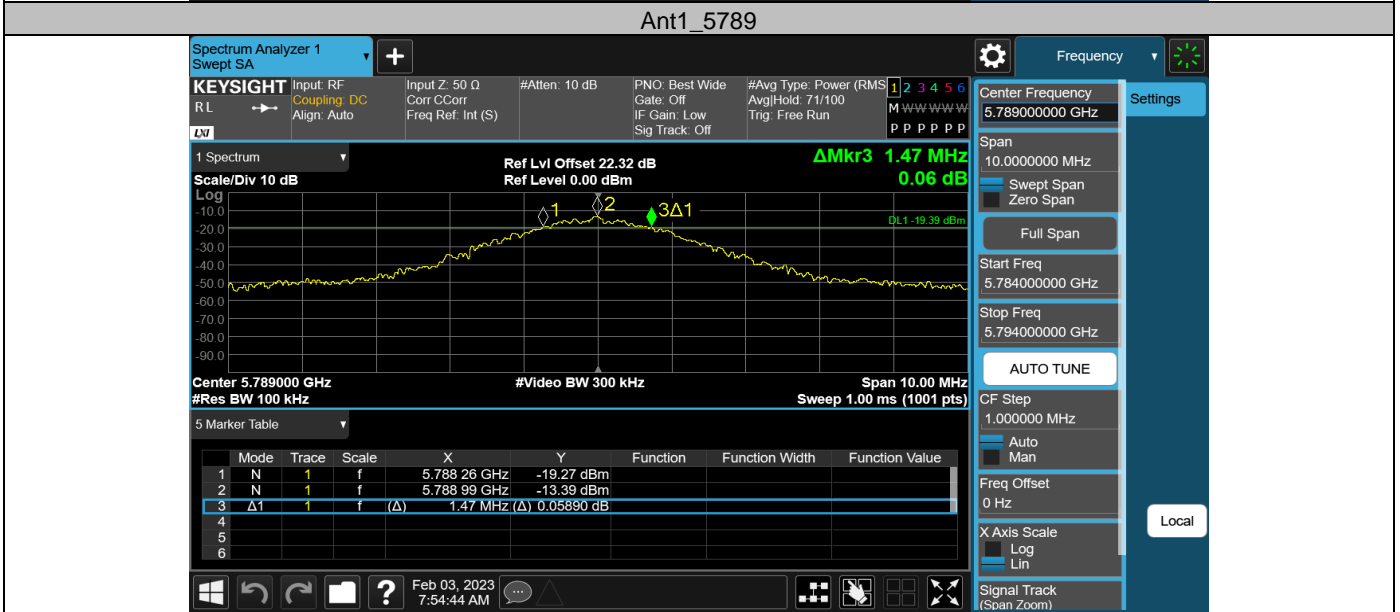 Ant1_5789
Spectrum Analyzer 1
Swept SA
+
Frequency
KEYSIGHT
R L
LXI
Input: RF
Coupling: DC
Align: Auto
Input Z: 50 Ω
Corr CCorr
Freq Ref: Int (S)
#Atten: 10 dB
PNO: Best Wide
Gate: Off
IF Gain: Low
Sig Track: Off
#Avg Type: Power (RMS
Avg|Hold: 71/100
Trig: Free Run
1 2 3 4 5 6
M W W W W W
P P P P P P
1 Spectrum
Scale/Div 10 dB
Ref Lvl Offset 22.32 dB
Ref Level 0.00 dBm
ΔMkr3 1.47 MHz
0.06 dB
Log
-10.0
-20.0
-30.0
-40.0
-50.0
-60.0
-70.0
-80.0
-90.0
1
2
3Δ1
DL1 -19.39 dBm
Center 5.789000 GHz
#Video BW 300 kHz
Span 10.00 MHz
#Res BW 100 kHz
Sweep 1.00 ms (1001 pts)
5 Marker Table
Mode Trace Scale X Y Function Function Width Function Value
1 N 1 f 5.788 26 GHz -19.27 dBm
2 N 1 f 5.788 99 GHz -13.39 dBm
3 Δ1 1 f (Δ) 1.47 MHz (Δ) 0.05890 dB
4
5
6
Center Frequency
5.789000000 GHz
Settings
Span
10.0000000 MHz
Swept Span
Zero Span
Full Span
Start Freq
5.784000000 GHz
Stop Freq
5.794000000 GHz
AUTO TUNE
CF Step
1.000000 MHz
Auto
Man
Freq Offset
0 Hz
X Axis Scale
Log
Lin
Signal Track
(Span Zoom)
Local
?
Feb 03, 2023
7:54:44 AM